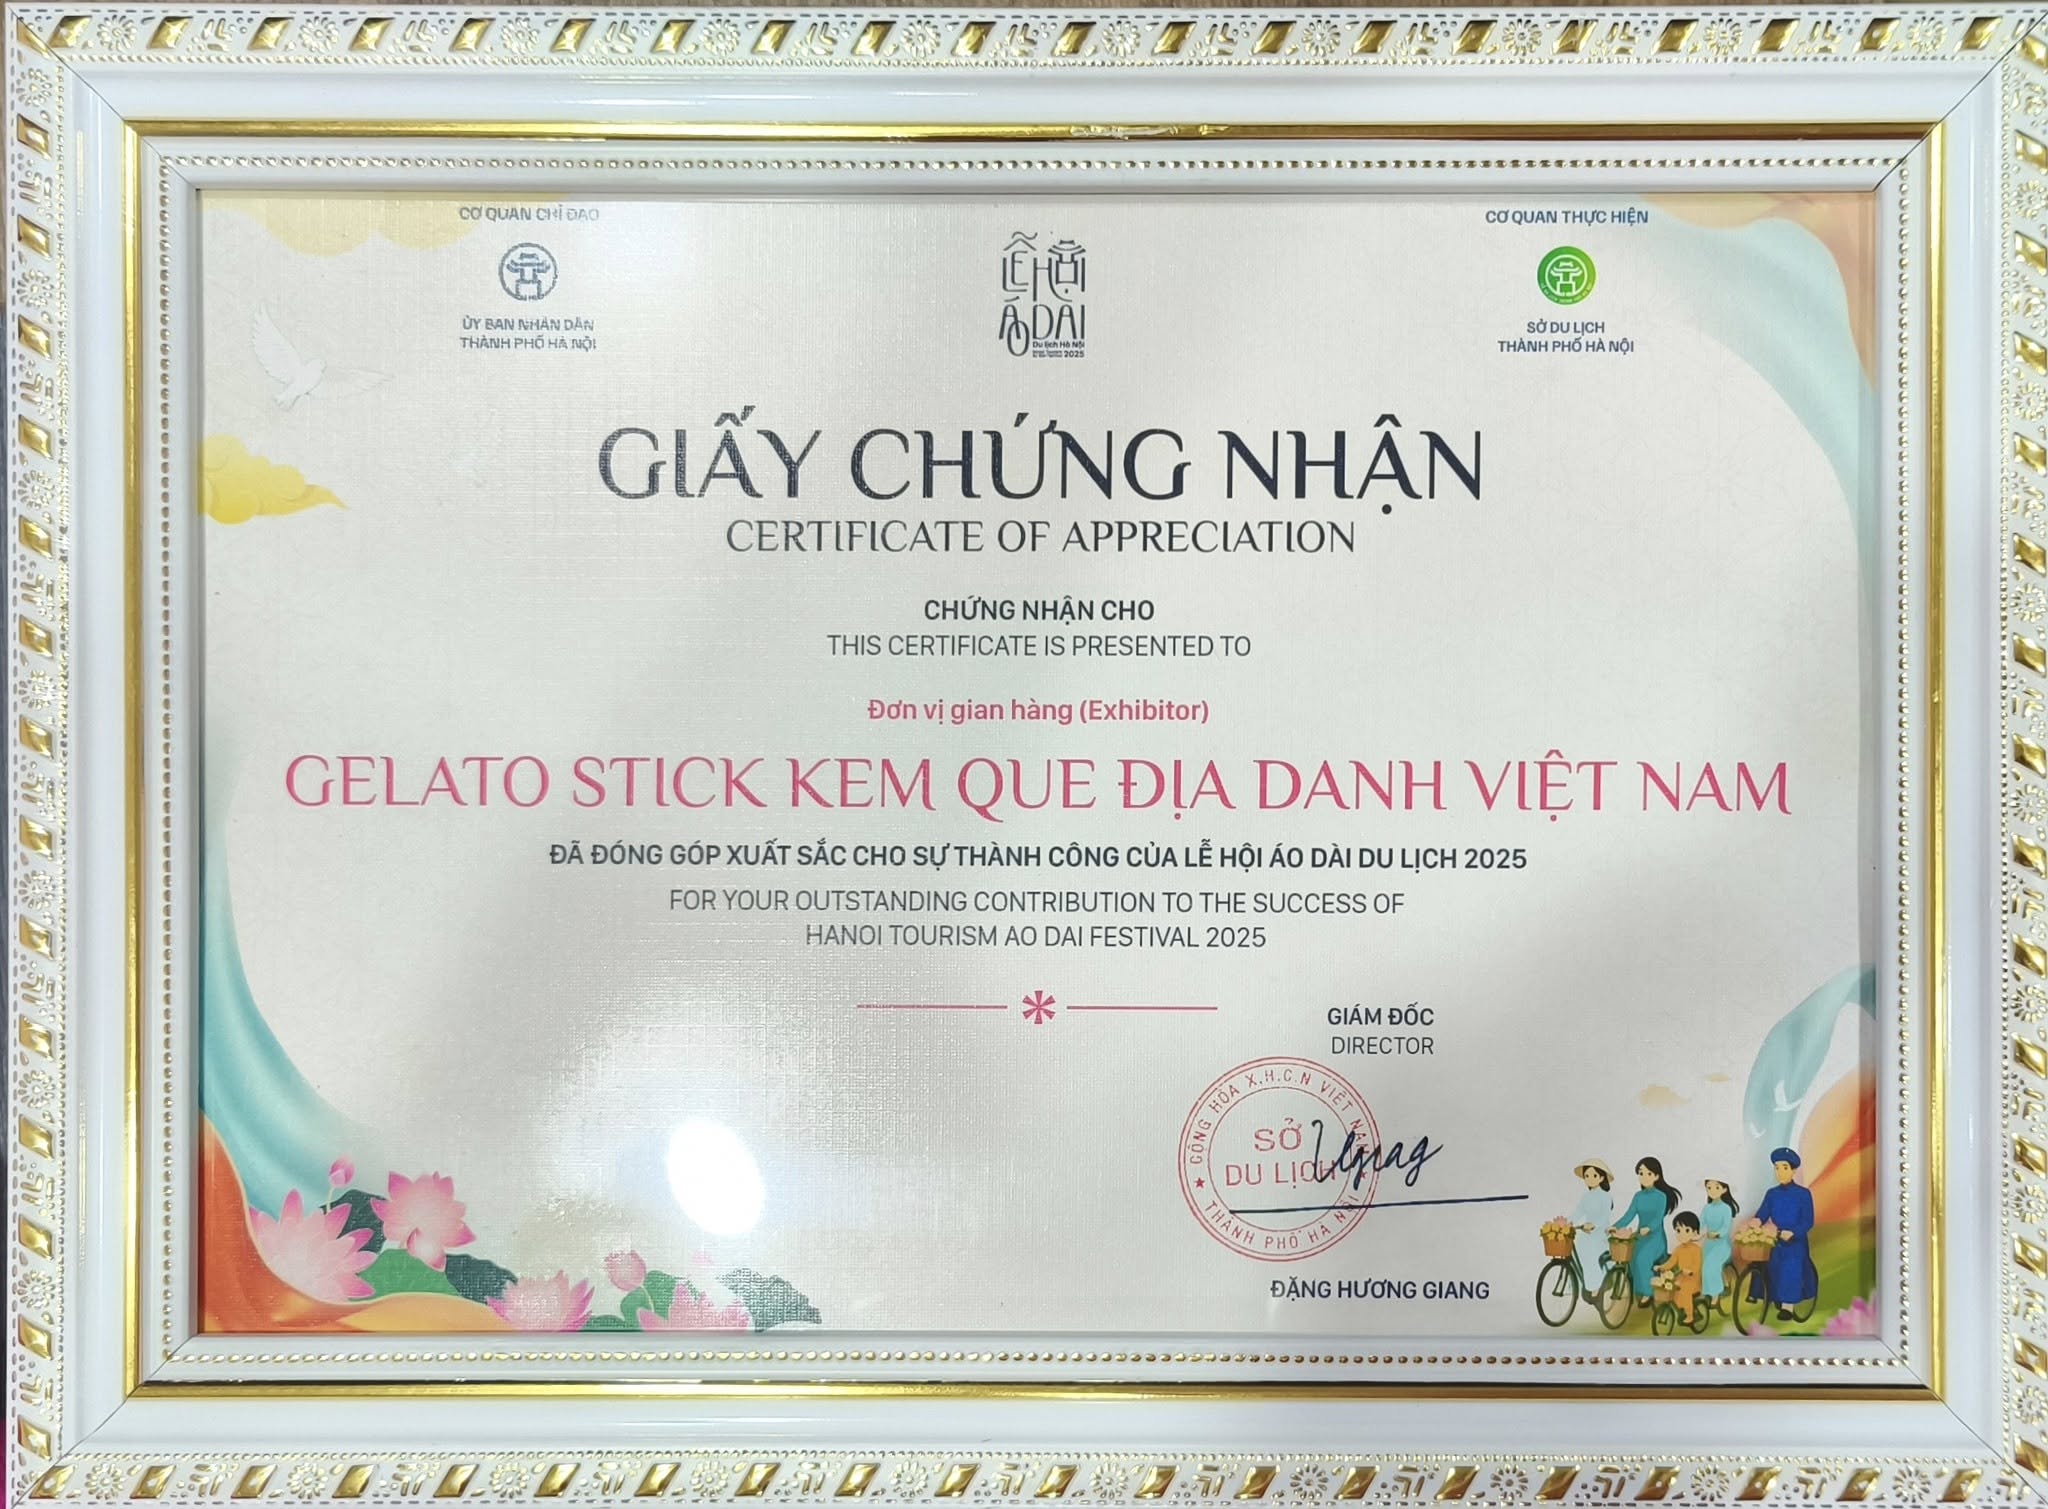 CƠ QUAN CHỈ ĐẠO
ỦY BAN NHÂN DÂN
THÀNH PHỐ HÀ NỘI
LỄ HỘI
ÁO DÀI
Du lịch Hà Nội
2025
CƠ QUAN THỰC HIỆN
SỞ DU LỊCH
THÀNH PHỐ HÀ NỘI
GIẤY CHỨNG NHẬN
CERTIFICATE OF APPRECIATION
CHỨNG NHẬN CHO
THIS CERTIFICATE IS PRESENTED TO
Đơn vị gian hàng (Exhibitor)
GELATO STICK KEM QUE ĐỊA DANH VIỆT NAM
ĐÃ ĐÓNG GÓP XUẤT SẮC CHO SỰ THÀNH CÔNG CỦA LỄ HỘI ÁO DÀI DU LỊCH 2025
FOR YOUR OUTSTANDING CONTRIBUTION TO THE SUCCESS OF
HANOI TOURISM AO DAI FESTIVAL 2025
GIÁM ĐỐC
DIRECTOR
CỘNG HÒA X.H.C.N VIỆT NAM
SỞ
DU LỊCH
THÀNH PHỐ HÀ NỘI
ĐẶNG HƯƠNG GIANG